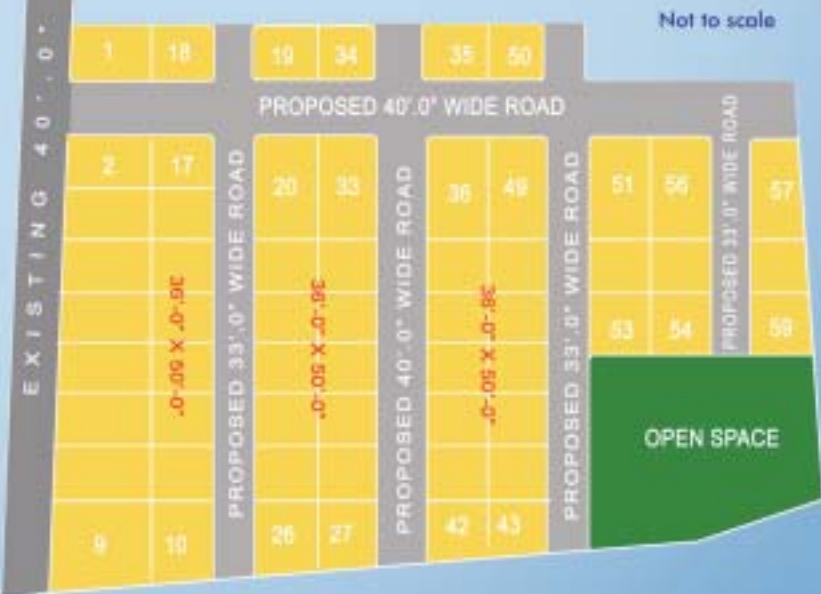 Not to scale
1 18 19 34 35 50
PROPOSED 40'.0" WIDE ROAD
EXISTING 40'.0"
2 17 20 33 36 49 51 56 57
PROPOSED 33'.0" WIDE ROAD
PROPOSED 40'.0" WIDE ROAD
PROPOSED 33'.0" WIDE ROAD
PROPOSED 33'.0" WIDE ROAD
36'-0" X 50'-0"
36'-0" X 50'-0"
36'-0" X 50'-0"
53 54 59
OPEN SPACE
9 10 26 27 42 43